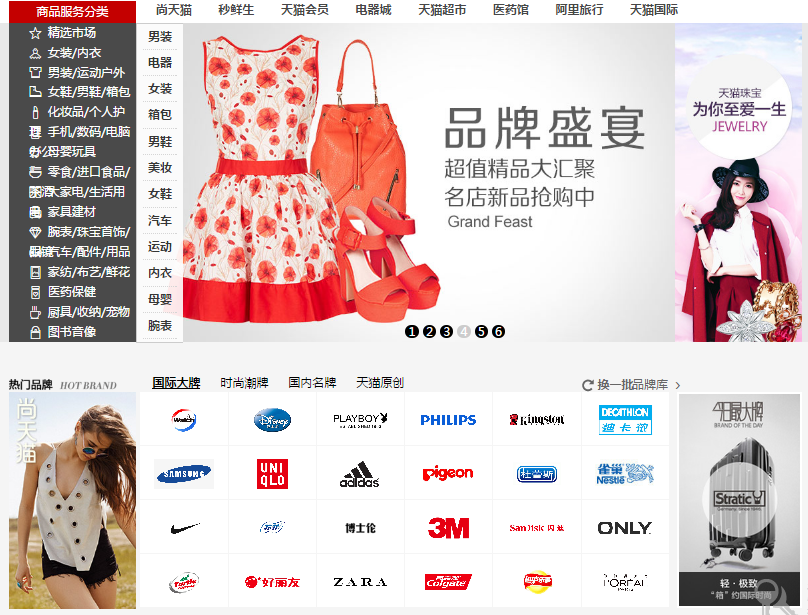 商品服务分类
尚天猫 秒鲜生 天猫会员 电器城 天猫超市 医药馆 阿里旅行 天猫国际
精选市场
女装/内衣
男装/运动户外
女鞋/男鞋/箱包
化妆品/个人护
手机/数码/电脑
母婴玩具
零食/进口食品/
大家电/生活用
家具建材
腕表/珠宝首饰/
汽车/配件/用品
家纺/布艺/鲜花
医药保健
厨具/收纳/宠物
图书音像
男装
电器
女装
箱包
男鞋
美妆
女鞋
汽车
运动
内衣
母婴
腕表
品牌盛宴
超值精品大汇聚
名店新品抢购中
Grand Feast
1 2 3 4 5 6
天猫珠宝
为你至爱一生
JEWELRY
热门品牌 HOT BRAND
国际大牌 时尚潮牌 国内名牌 天猫原创
换一批品牌库 >
尚天猫
Disney
PLAYBOY
PHILIPS
Kingston
DECATHLON
迪卡侬
SAMSUNG
UNIQLO
adidas
pigeon
杜蕾斯
雀巢
Nestlé
博士伦
3M
SanDisk 闪迪
ONLY
好丽友
ZARA
Colgate
L'ORÉAL
PARIS
今日最大牌
BRAND OF THE DAY
Stratic
轻·极致
“箱”约国际时尚